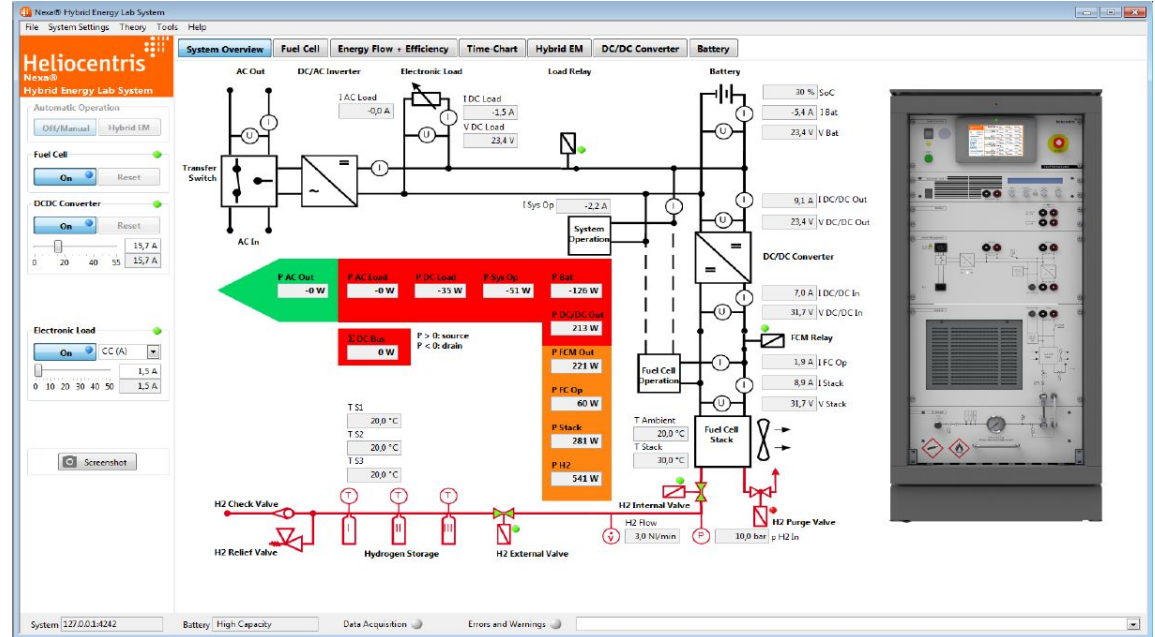 Nexa® Hybrid Energy Lab System
File System Settings Theory Tools Help
Heliocentris
Nexa®
Hybrid Energy Lab System
System Overview Fuel Cell Energy Flow + Efficiency Time-Chart Hybrid EM DC/DC Converter Battery
Automatic Operation
Off/Manual Hybrid EM
Fuel Cell
On Reset
DCDC Converter
On Reset
15,7 A
0 20 40 55 15,7 A
Electronic Load
On CC (A)
1,5 A
0 10 20 30 40 50 1,5 A
Screenshot
AC Out DC/AC Inverter Electronic Load Load Relay Battery
I AC Load
-0,0 A
I DC Load
-1,5 A
V DC Load
23,4 V
30 % SoC
-5,4 A I Bat
23,4 V V Bat
U I U I U I
I
Transfer
Switch
AC In
I Sys Op -2,2 A
I I
System
Operation
9,1 A I DC/DC Out
U 23,4 V V DC/DC Out
DC/DC Converter
I 7,0 A I DC/DC In
U 31,7 V V DC/DC In
FCM Relay
P AC Out P AC Load P DC Load P Sys Op P Bat
-0 W -0 W -35 W -51 W -126 W
P DC/DC Out
213 W
Σ DC Bus
0 W
P > 0: source
P < 0: drain
P FCM Out
221 W
P FC Op
60 W
P Stack
281 W
P H2
541 W
Fuel Cell
Operation
I 1,9 A I FC Op
I 8,9 A I Stack
U 31,7 V V Stack
T S1
20,0 °C
T S2
20,0 °C
T S3
20,0 °C
T Ambient
20,0 °C
T Stack
30,0 °C
Fuel Cell
Stack
H2 Check Valve
T T T
I II III
H2 Relief Valve
Hydrogen Storage
H2 External Valve
H2 Internal Valve
H2 Purge Valve
H2 Flow
V 3,0 Nl/min
P 10,0 bar p H2 In
System 127.0.0.1:4242 Battery High Capacity Data Acquisition Errors and Warnings